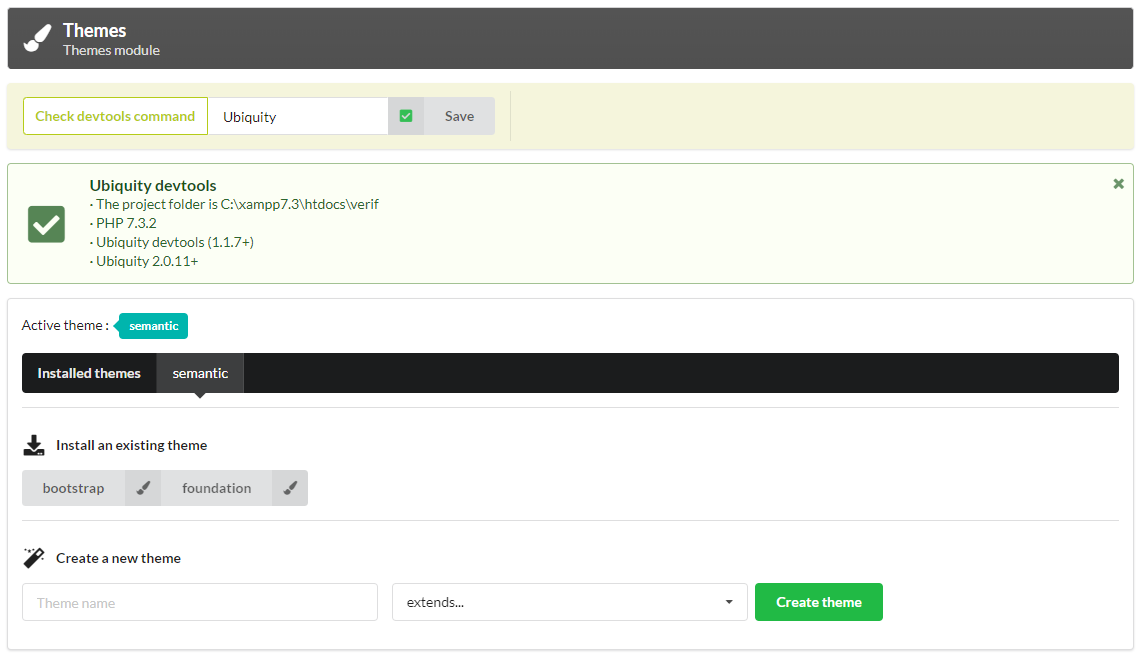 Themes
Themes module
Check devtools command Ubiquity Save
Ubiquity devtools
· The project folder is C:\xampp7.3\htdocs\verif
· PHP 7.3.2
· Ubiquity devtools (1.1.7+)
· Ubiquity 2.0.11+
Active theme : semantic
Installed themes semantic
Install an existing theme
bootstrap foundation
Create a new theme
Theme name extends... Create theme